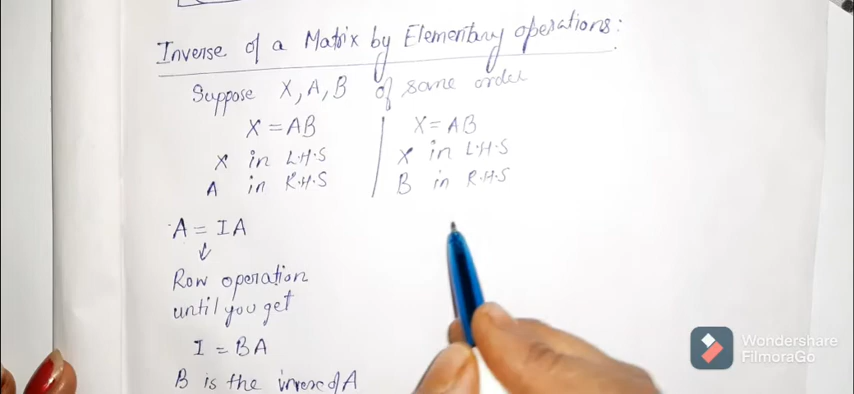 Inverse of a Matrix by Elementary operations:
Suppose X, A, B of same order
X = AB
X in L.H.S
A in R.H.S
X = AB
X in L.H.S
B in R.H.S
A = IA
Row operation
until you get
I = BA
B is the inverse of A
Wondershare
FilmoraGo